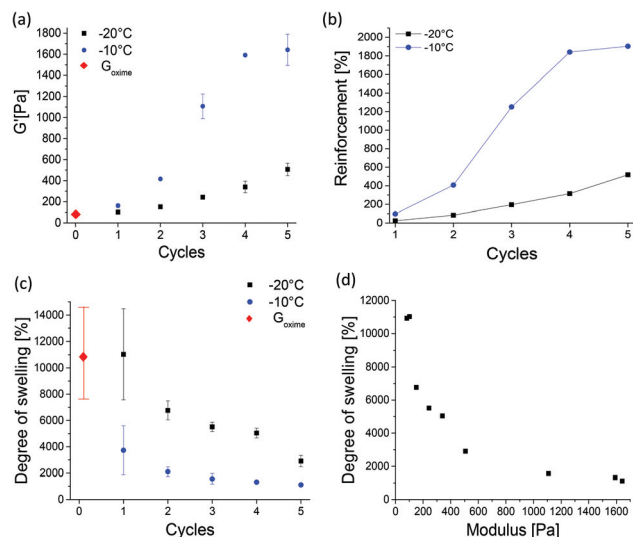 (a)
-20°C
-10°C
Goxime
G'[Pa]
1800
1600
1400
1200
1000
800
600
400
200
0
0 1 2 3 4 5
Cycles
(b)
-20°C
-10°C
Reinforcement [%]
2000
1800
1600
1400
1200
1000
800
600
400
200
0
1 2 3 4 5
Cycles
(c)
-20°C
-10°C
Goxime
Degree of swelling [%]
14000
12000
10000
8000
6000
4000
2000
0
0 1 2 3 4 5
Cycles
(d)
Degree of swelling [%]
12000
10000
8000
6000
4000
2000
0
0 200 400 600 800 1000 1200 1400 1600
Modulus [Pa]